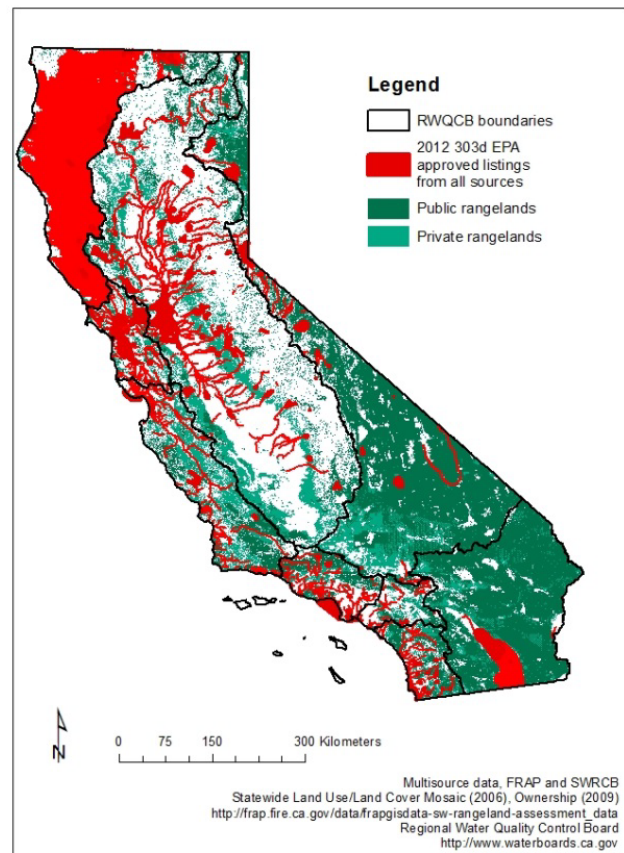 Legend
RWQCB boundaries
2012 303d EPA
approved listings
from all sources
Public rangelands
Private rangelands
N
0 75 150 300 Kilometers
Multisource data, FRAP and SWRCB
Statewide Land Use/Land Cover Mosaic (2006), Ownership (2009)
http://frap.fire.ca.gov/data/frapgisdata-sw-rangeland-assessment_data
Regional Water Quality Control Board
http://www.waterboards.ca.gov